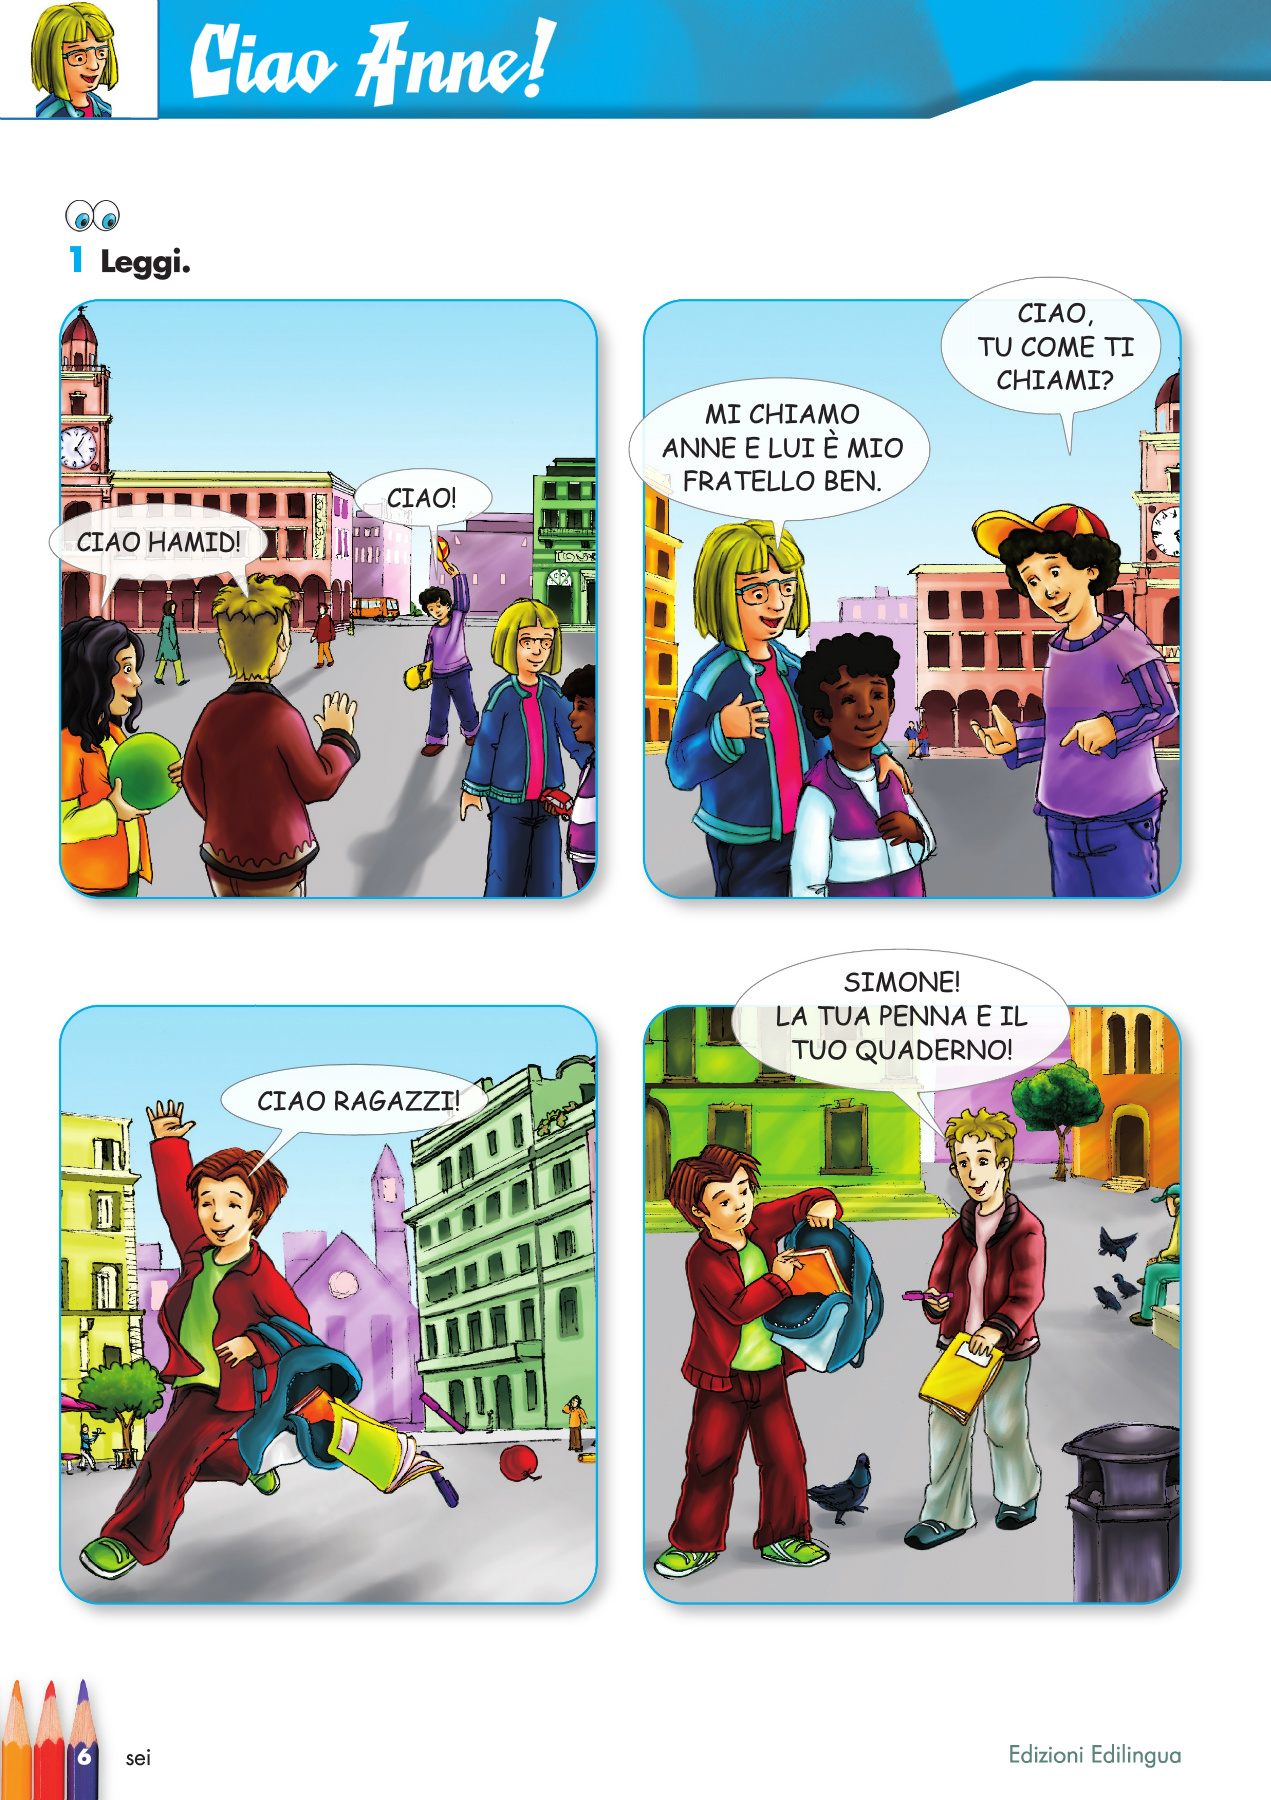 Ciao Anne!
1 Leggi.
CIAO HAMID!
CIAO!
CIAO,
TU COME TI
CHIAMI?
MI CHIAMO
ANNE E LUI È MIO
FRATELLO BEN.
CIAO RAGAZZI!
SIMONE!
LA TUA PENNA E IL
TUO QUADERNO!
6 sei
Edizioni Edilingua